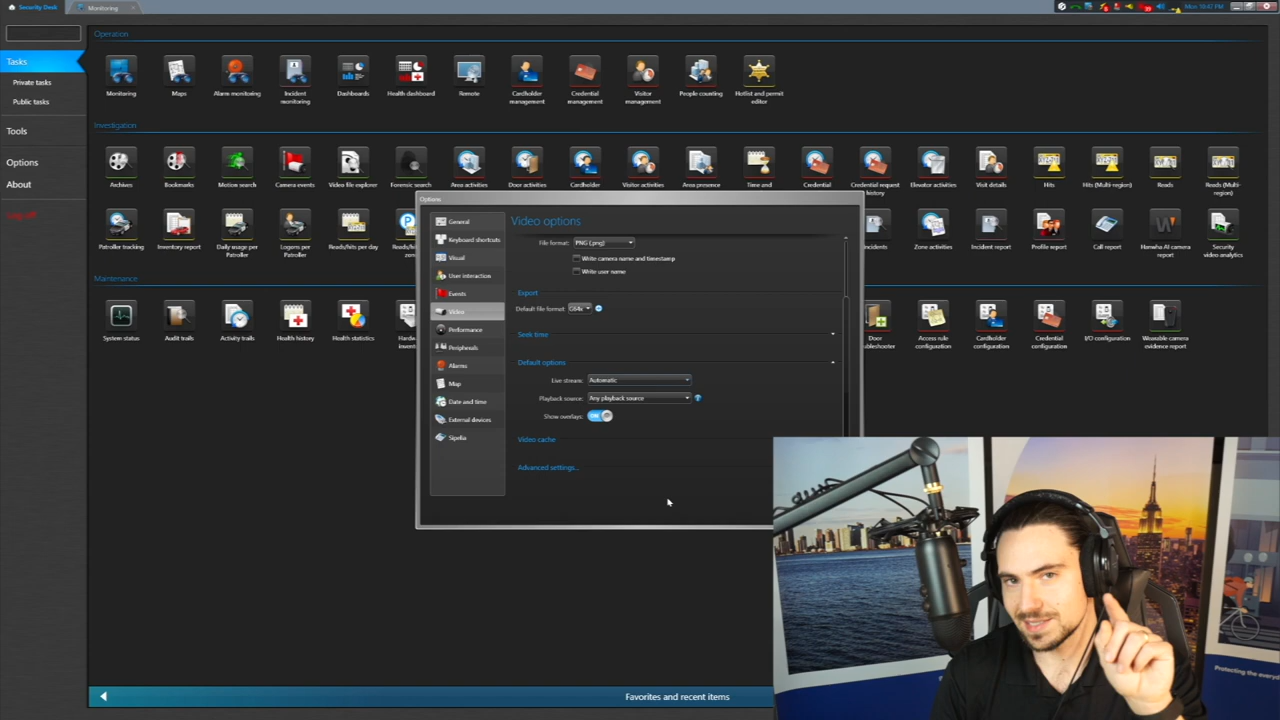 Security Desk
Monitoring
Mon 10:42 PM
Operation
Tasks
Private tasks
Public tasks
Tools
Options
About
Log off
Monitoring
Maps
Alarm monitoring
Incident monitoring
Dashboards
Health dashboard
Remote
Cardholder management
Credential management
Visitor management
People counting
Hotlist and permit editor
Investigation
Archives
Bookmarks
Motion search
Camera events
Video file explorer
Forensic search
Area activities
Door activities
Cardholder
Visitor activities
Area presence
Time and
Credential
Credential request history
Elevator activities
Visit details
Hits
Hits (Multi-region)
Reads
Reads (Multi-region)
Patroller tracking
Inventory report
Daily usage per Patroller
Logons per Patroller
Reads/hits per day
Zone activities
Incident report
Profile report
Call report
Hanwha AI camera report
Security video analytics
Maintenance
System status
Audit trails
Activity trails
Health history
Health statistics
Access rule configuration
Cardholder configuration
Credential configuration
I/O configuration
Wearable camera evidence report
Options
General
Keyboard shortcuts
Visual
User interaction
Events
Video
Performance
Peripherals
Alarms
Map
Date and time
External devices
Sipelia
Video options
File format: PNG (.png)
Write camera name and timestamp
Write user name
Export
Default file format: G64x
Seek time
Default options
Live stream: Automatic
Playback source: Any playback source
Show overlays: ON
Video cache
Advanced settings...
Favorites and recent items
Protecting the everyd